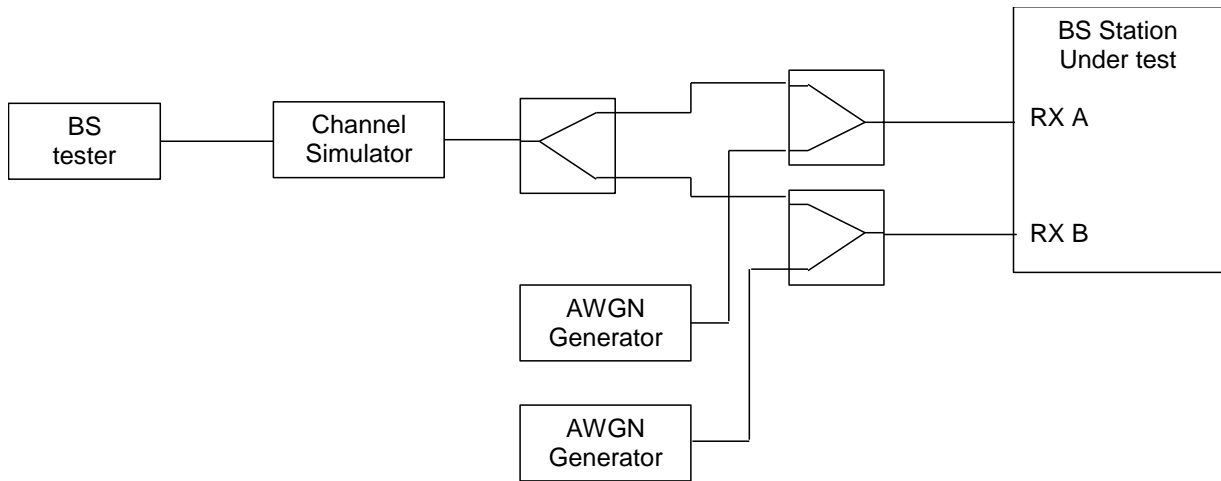 BS Station
Under test
BS
tester
Channel
Simulator
RX A
RX B
AWGN
Generator
AWGN
Generator